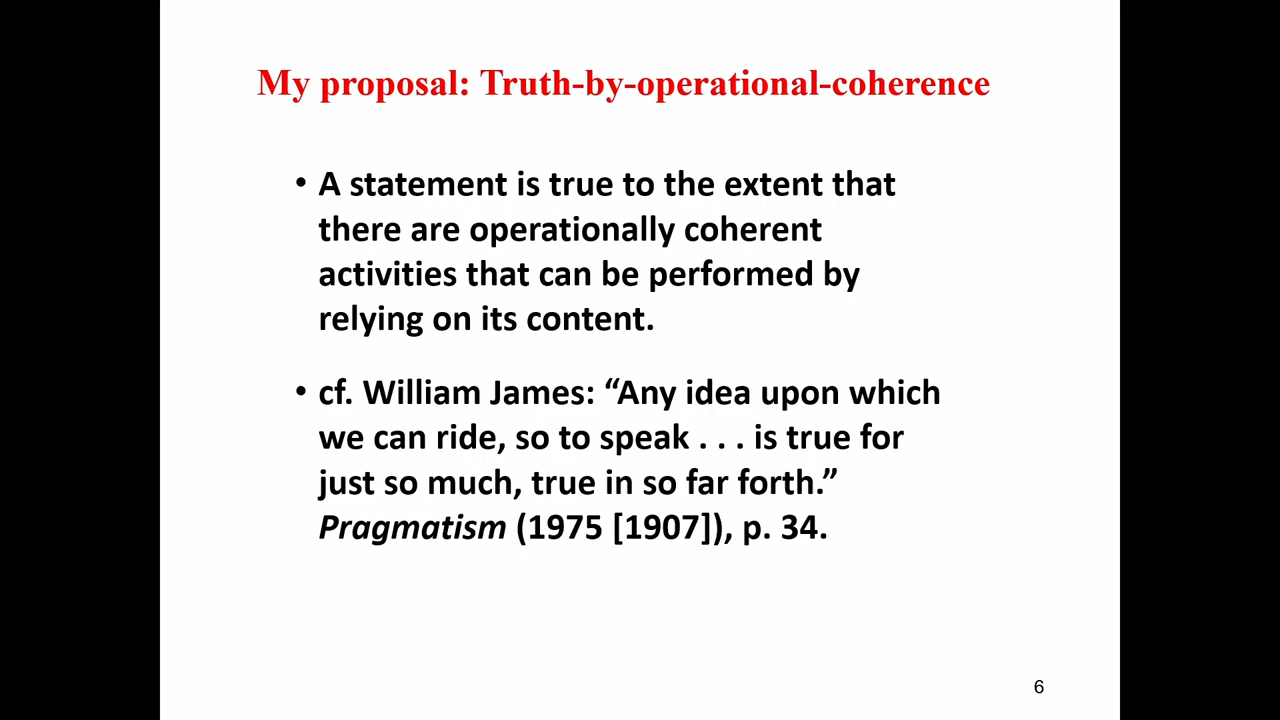 My proposal: Truth-by-operational-coherence
• A statement is true to the extent that
there are operationally coherent
activities that can be performed by
relying on its content.
• cf. William James: “Any idea upon which
we can ride, so to speak . . . is true for
just so much, true in so far forth.”
Pragmatism (1975 [1907]), p. 34.
6